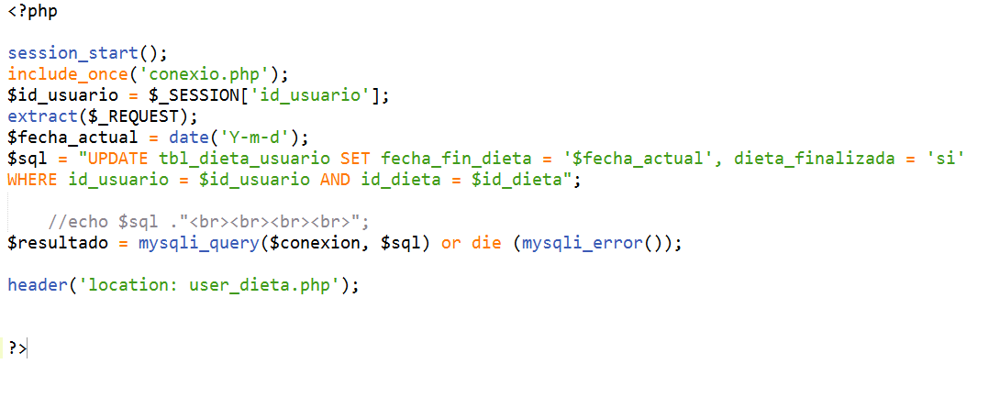 <?php
session_start();
include_once('conexio.php');
$id_usuario = $_SESSION['id_usuario'];
extract($_REQUEST);
$fecha_actual = date('Y-m-d');
$sql = "UPDATE tbl_dieta_usuario SET fecha_fin_dieta = '$fecha_actual', dieta_finalizada = 'si'
WHERE id_usuario = $id_usuario AND id_dieta = $id_dieta";
//echo $sql ."<br><br><br><br>";
$resultado = mysqli_query($conexion, $sql) or die (mysqli_error());
header('location: user_dieta.php');
?>